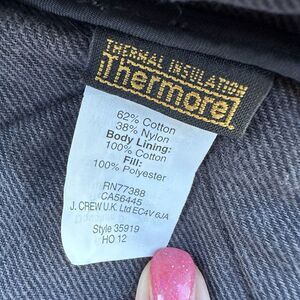 THERMAL INSULATION
Thermore
62% Cotton
38% Nylon
Body Lining:
100% Cotton
Fill:
100% Polyester
RN77388
CA56445
J. CREW U.K. Ltd EC4V 6JA
Style 35919
HO 12